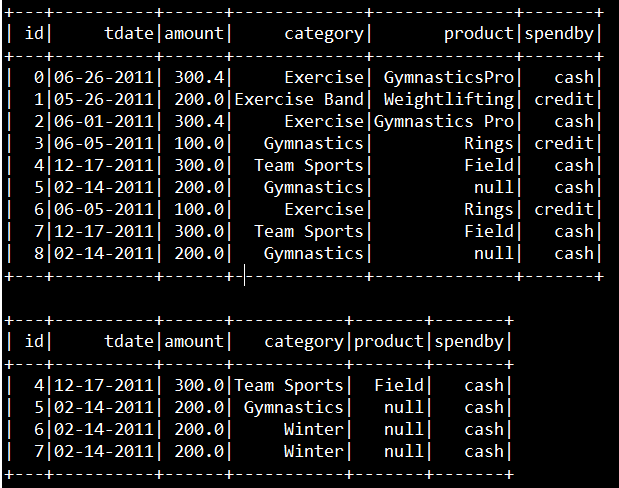 +---+----------+------+-------------+--------------+-------+
| id|     tdate|amount|     category|       product|spendby|
+---+----------+------+-------------+--------------+-------+
|  0|06-26-2011| 300.4|     Exercise| GymnasticsPro|   cash|
|  1|05-26-2011| 200.0|Exercise Band| Weightlifting| credit|
|  2|06-01-2011| 300.4|     Exercise|Gymnastics Pro|   cash|
|  3|06-05-2011| 100.0|   Gymnastics|         Rings| credit|
|  4|12-17-2011| 300.0|  Team Sports|         Field|   cash|
|  5|02-14-2011| 200.0|   Gymnastics|          null|   cash|
|  6|06-05-2011| 100.0|     Exercise|         Rings| credit|
|  7|12-17-2011| 300.0|  Team Sports|         Field|   cash|
|  8|02-14-2011| 200.0|   Gymnastics|          null|   cash|
+---+----------+------+-------------+--------------+-------+
+---+----------+------+-----------+-------+-------+
| id|     tdate|amount|   category|product|spendby|
+---+----------+------+-----------+-------+-------+
|  4|12-17-2011| 300.0|Team Sports|  Field|   cash|
|  5|02-14-2011| 200.0| Gymnastics|   null|   cash|
|  6|02-14-2011| 200.0|     Winter|   null|   cash|
|  7|02-14-2011| 200.0|     Winter|   null|   cash|
+---+----------+------+-----------+-------+-------+